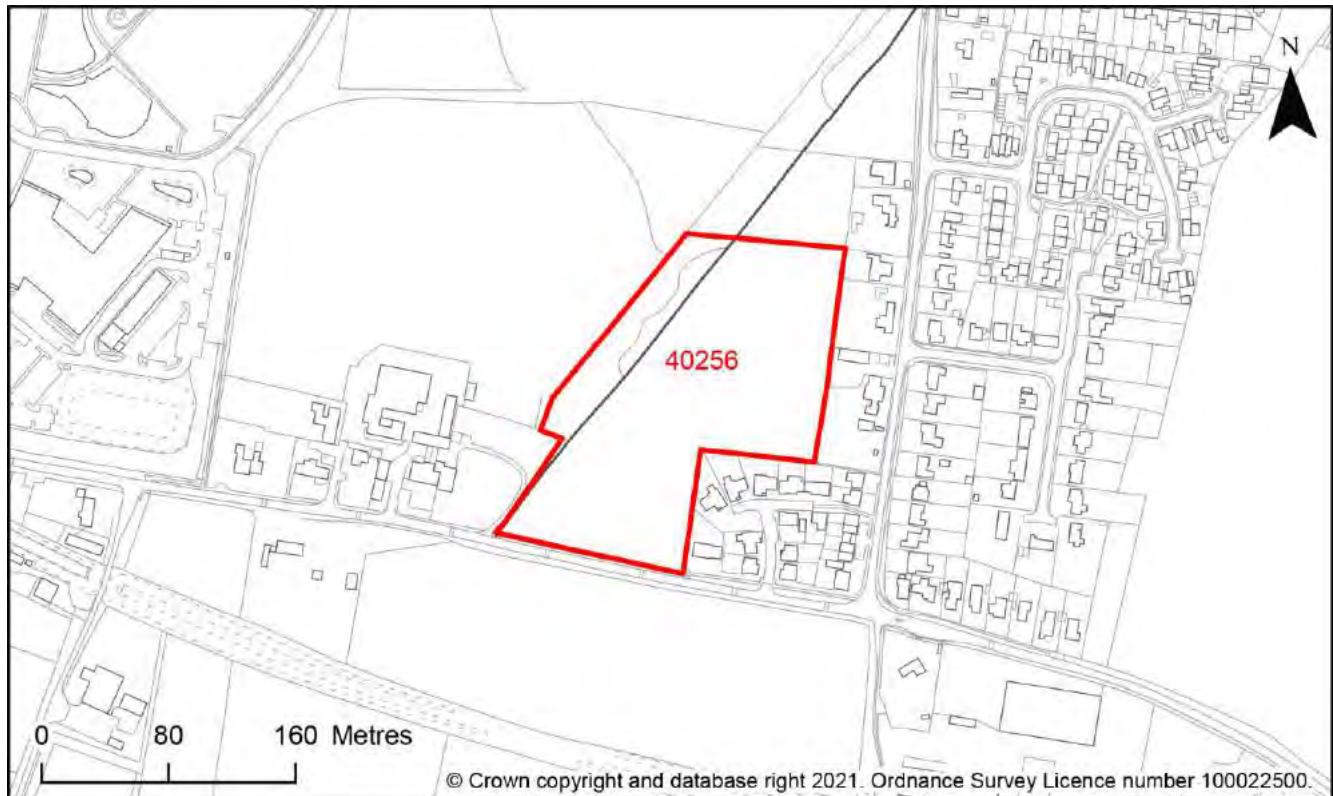 N
40256
0 80 160 Metres
© Crown copyright and database right 2021. Ordnance Survey Licence number 100022500.